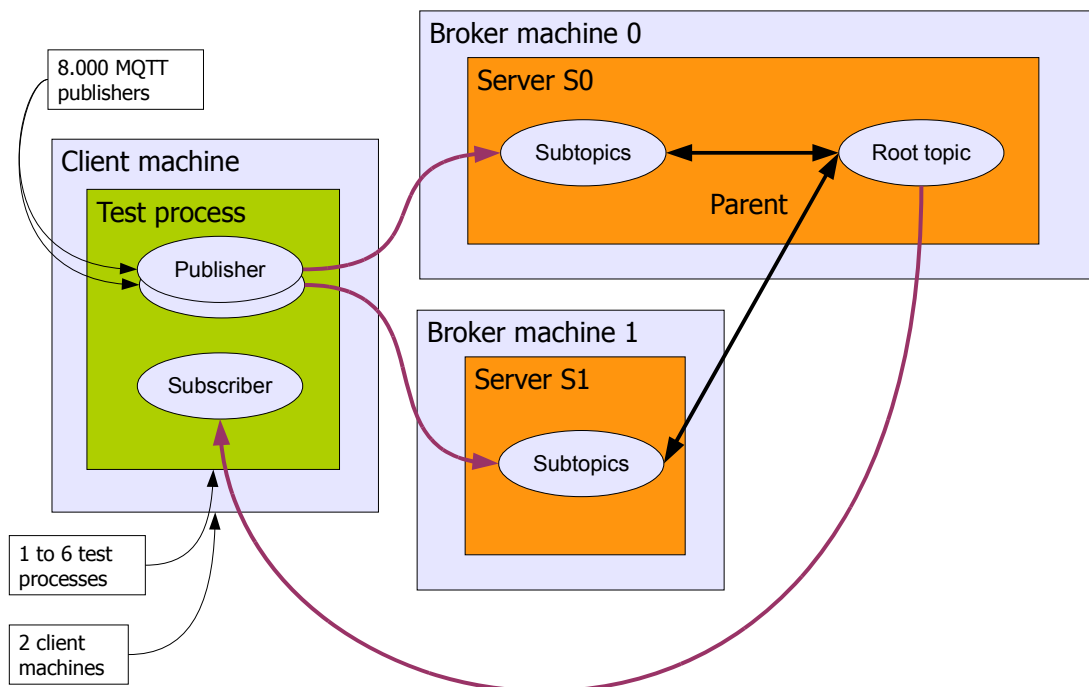 Broker machine 0
8.000 MQTT
publishers
Server S0
Client machine
Subtopics
Root topic
Test process
Parent
Publisher
Broker machine 1
Server S1
Subscriber
Subtopics
1 to 6 test
processes
2 client
machines